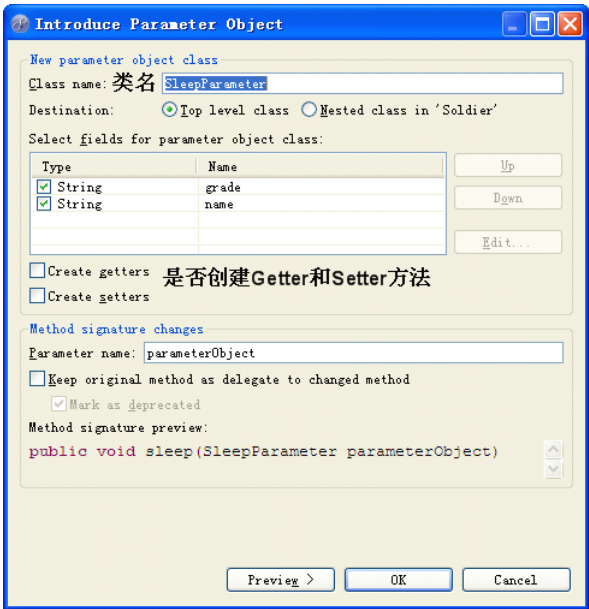 Introduce Parameter Object
New parameter object class
Class name: 类名 SleepParameter
Destination: Top level class Nested class in 'Soldier'
Select fields for parameter object class:
Type Name
String grade
String name
Up
Down
Edit...
Create getters
是否创建Getter和Setter方法
Create setters
Method signature changes
Parameter name: parameterObject
Keep original method as delegate to changed method
Mark as deprecated
Method signature preview:
public void sleep(SleepParameter parameterObject)
Preview > OK Cancel